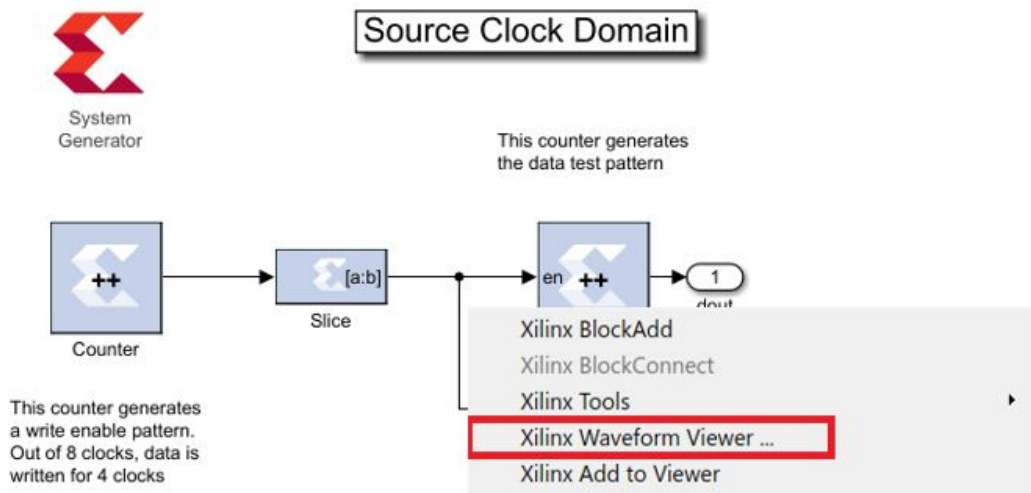 Source Clock Domain
System
Generator
This counter generates
the data test pattern
++
[a:b]
en ++
1
dout
Slice
Counter
This counter generates
a write enable pattern.
Out of 8 clocks, data is
written for 4 clocks
Xilinx BlockAdd
Xilinx BlockConnect
Xilinx Tools
Xilinx Waveform Viewer ...
Xilinx Add to Viewer